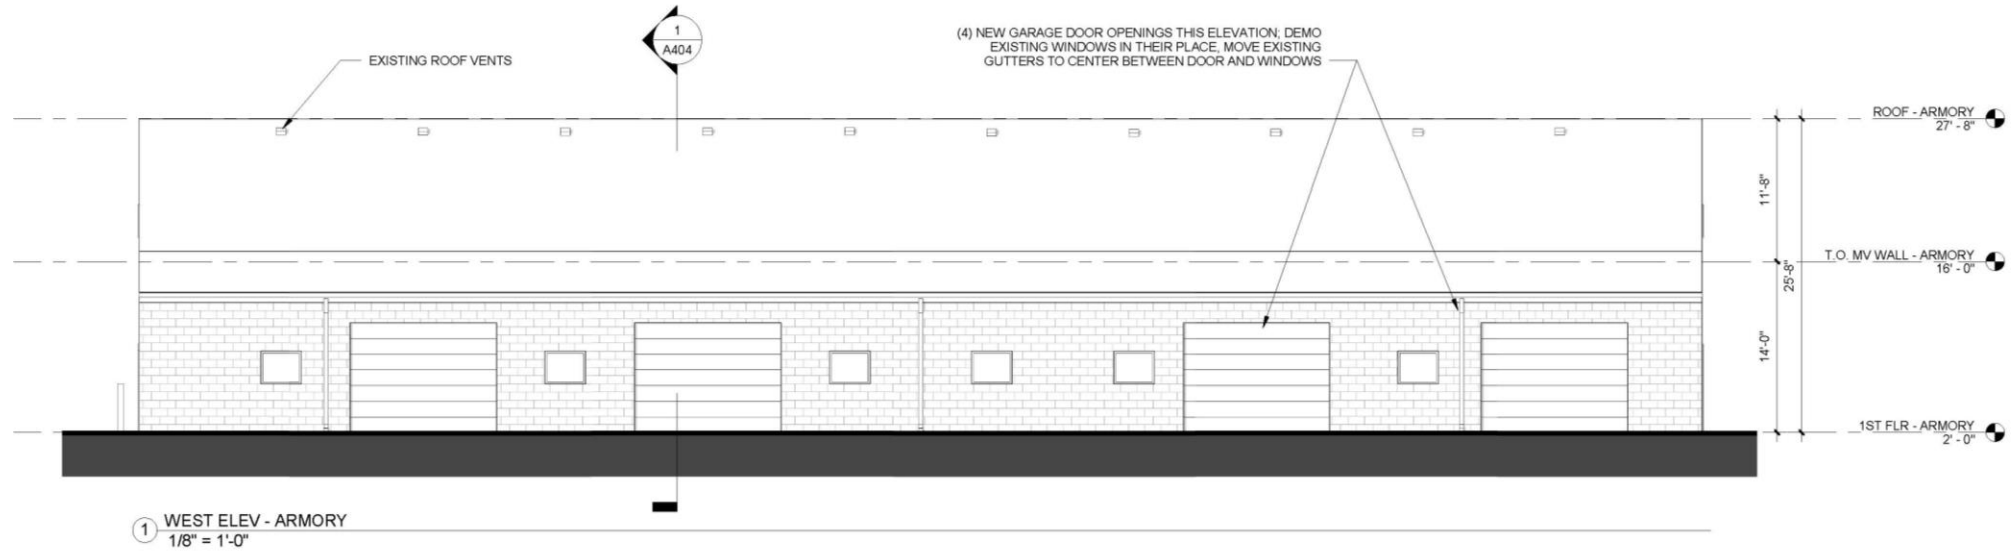 1
A404
(4) NEW GARAGE DOOR OPENINGS THIS ELEVATION; DEMO
EXISTING WINDOWS IN THEIR PLACE, MOVE EXISTING
GUTTERS TO CENTER BETWEEN DOOR AND WINDOWS
EXISTING ROOF VENTS
ROOF - ARMORY
27' - 8"
11'-8"
T.O. MV WALL - ARMORY
16' - 0"
25'-8"
14'-0"
1ST FLR - ARMORY
2' - 0"
1 WEST ELEV - ARMORY
1/8" = 1'-0"